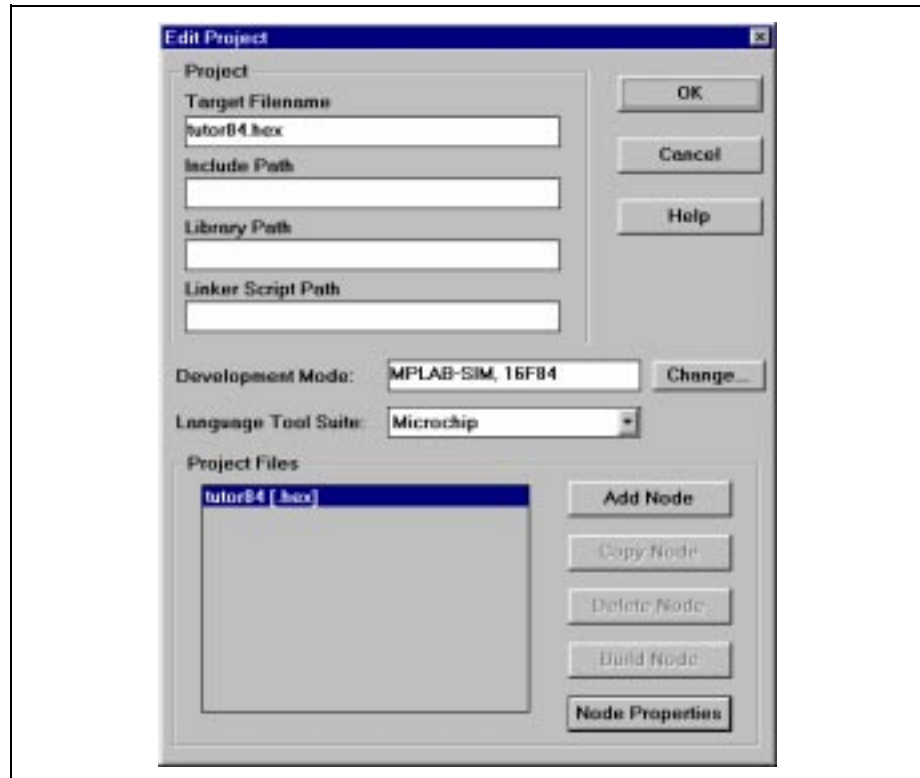 Edit Project
Project
Target Filename
tutor84.hex
Include Path
Library Path
Linker Script Path
OK
Cancel
Help
Development Mode:
MPLAB-SIM, 16F84
Change...
Language Tool Suite:
Microchip
Project Files
tutor84 [.hex]
Add Node
Copy Node
Delete Node
Build Node
Node Properties